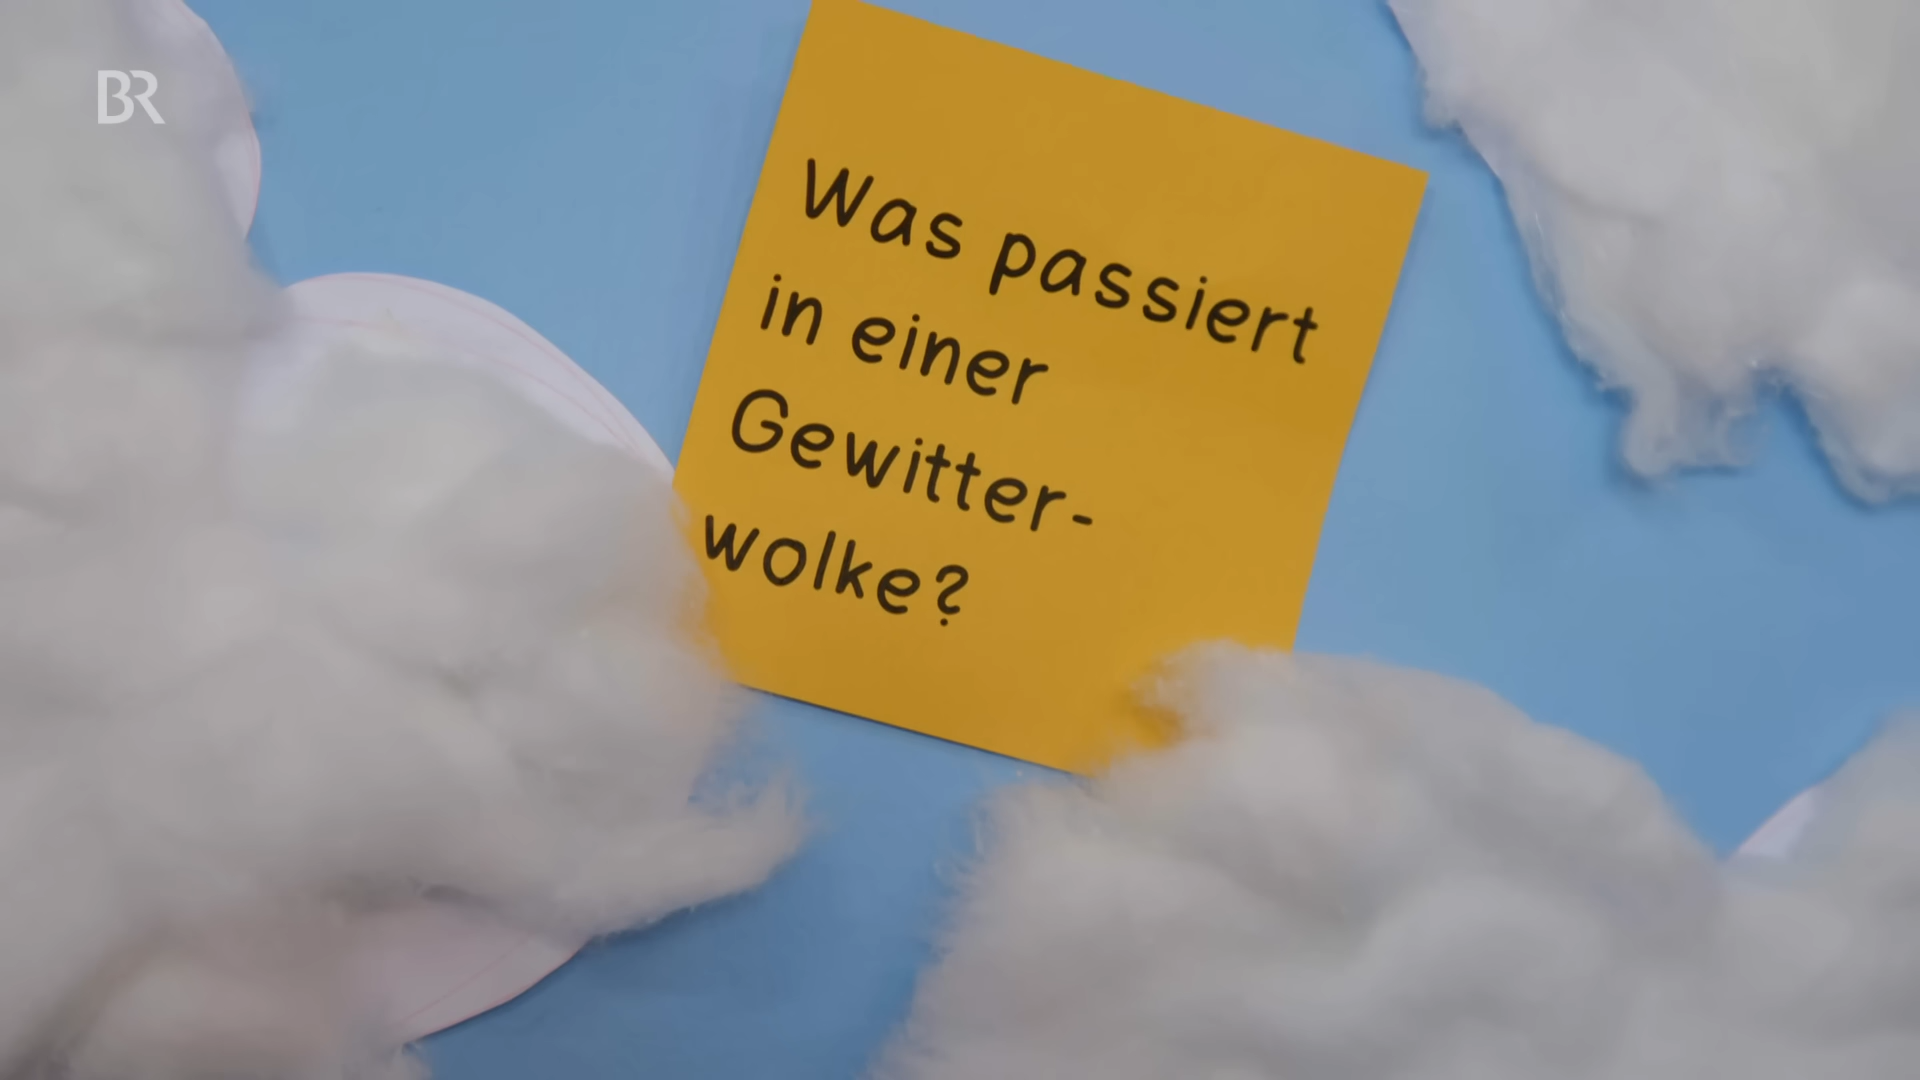 BR
Was passiert
in einer
Gewitter-
wolke?